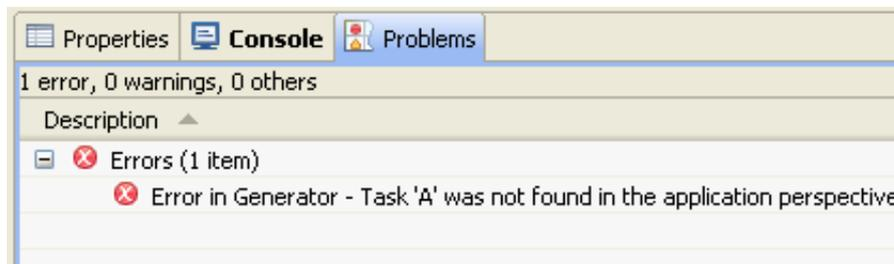 Properties Console Problems
1 error, 0 warnings, 0 others
Description
Errors (1 item)
Error in Generator - Task 'A' was not found in the application perspective